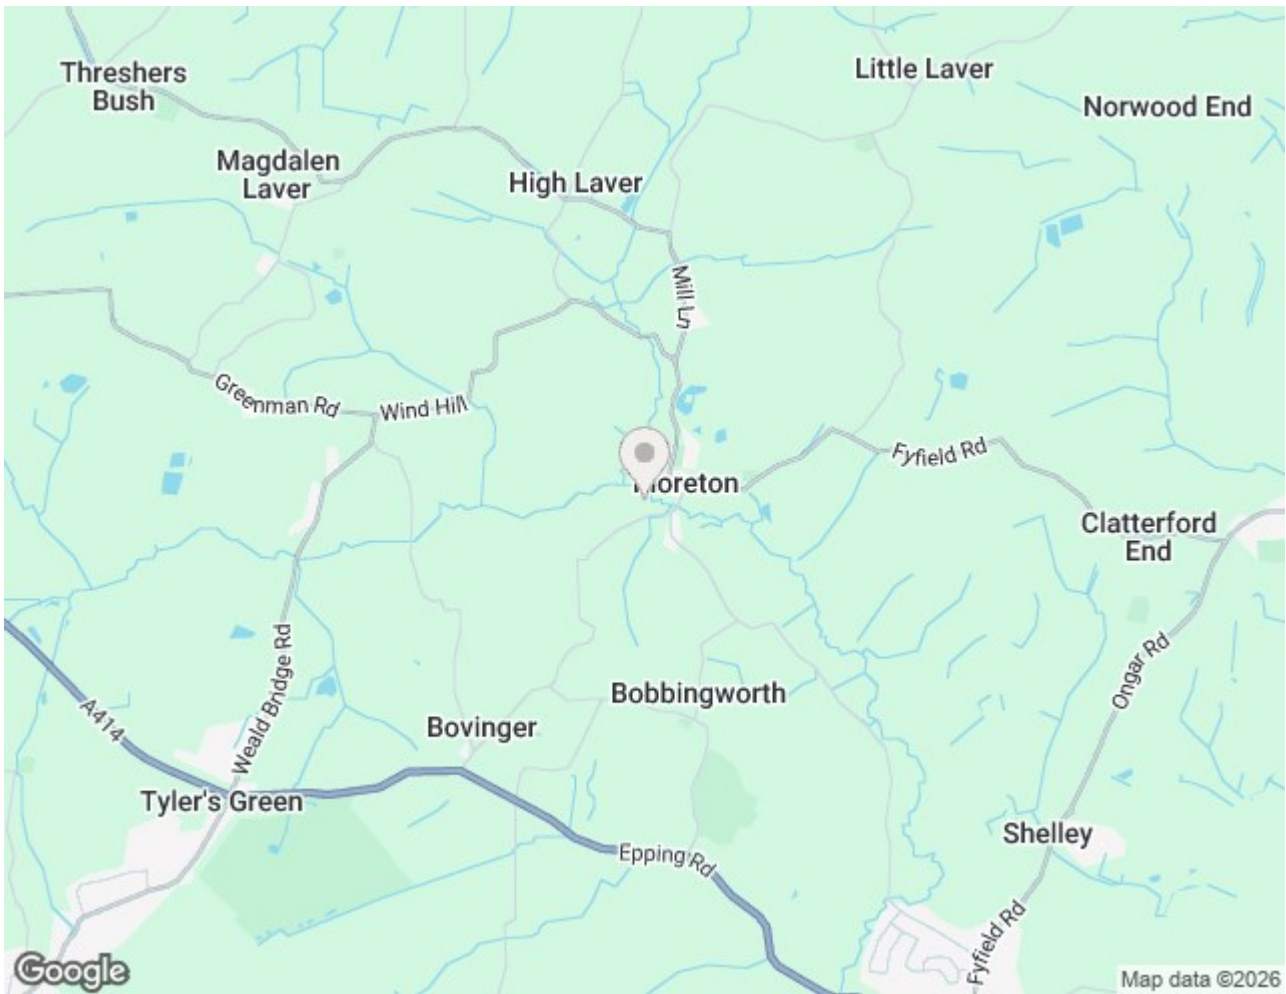 Threshers
Bush
Little Laver
Norwood End
Magdalen
Laver
High Laver
Mill Ln
Greenman Rd
Wind Hill
Fyfield Rd
Moreton
Clatterford
End
Weald Bridge Rd
Ongar Rd
A414
Bobbingworth
Bovinger
Tyler's Green
Shelley
Epping Rd
Fyfield Rd
Google
Map data ©2026